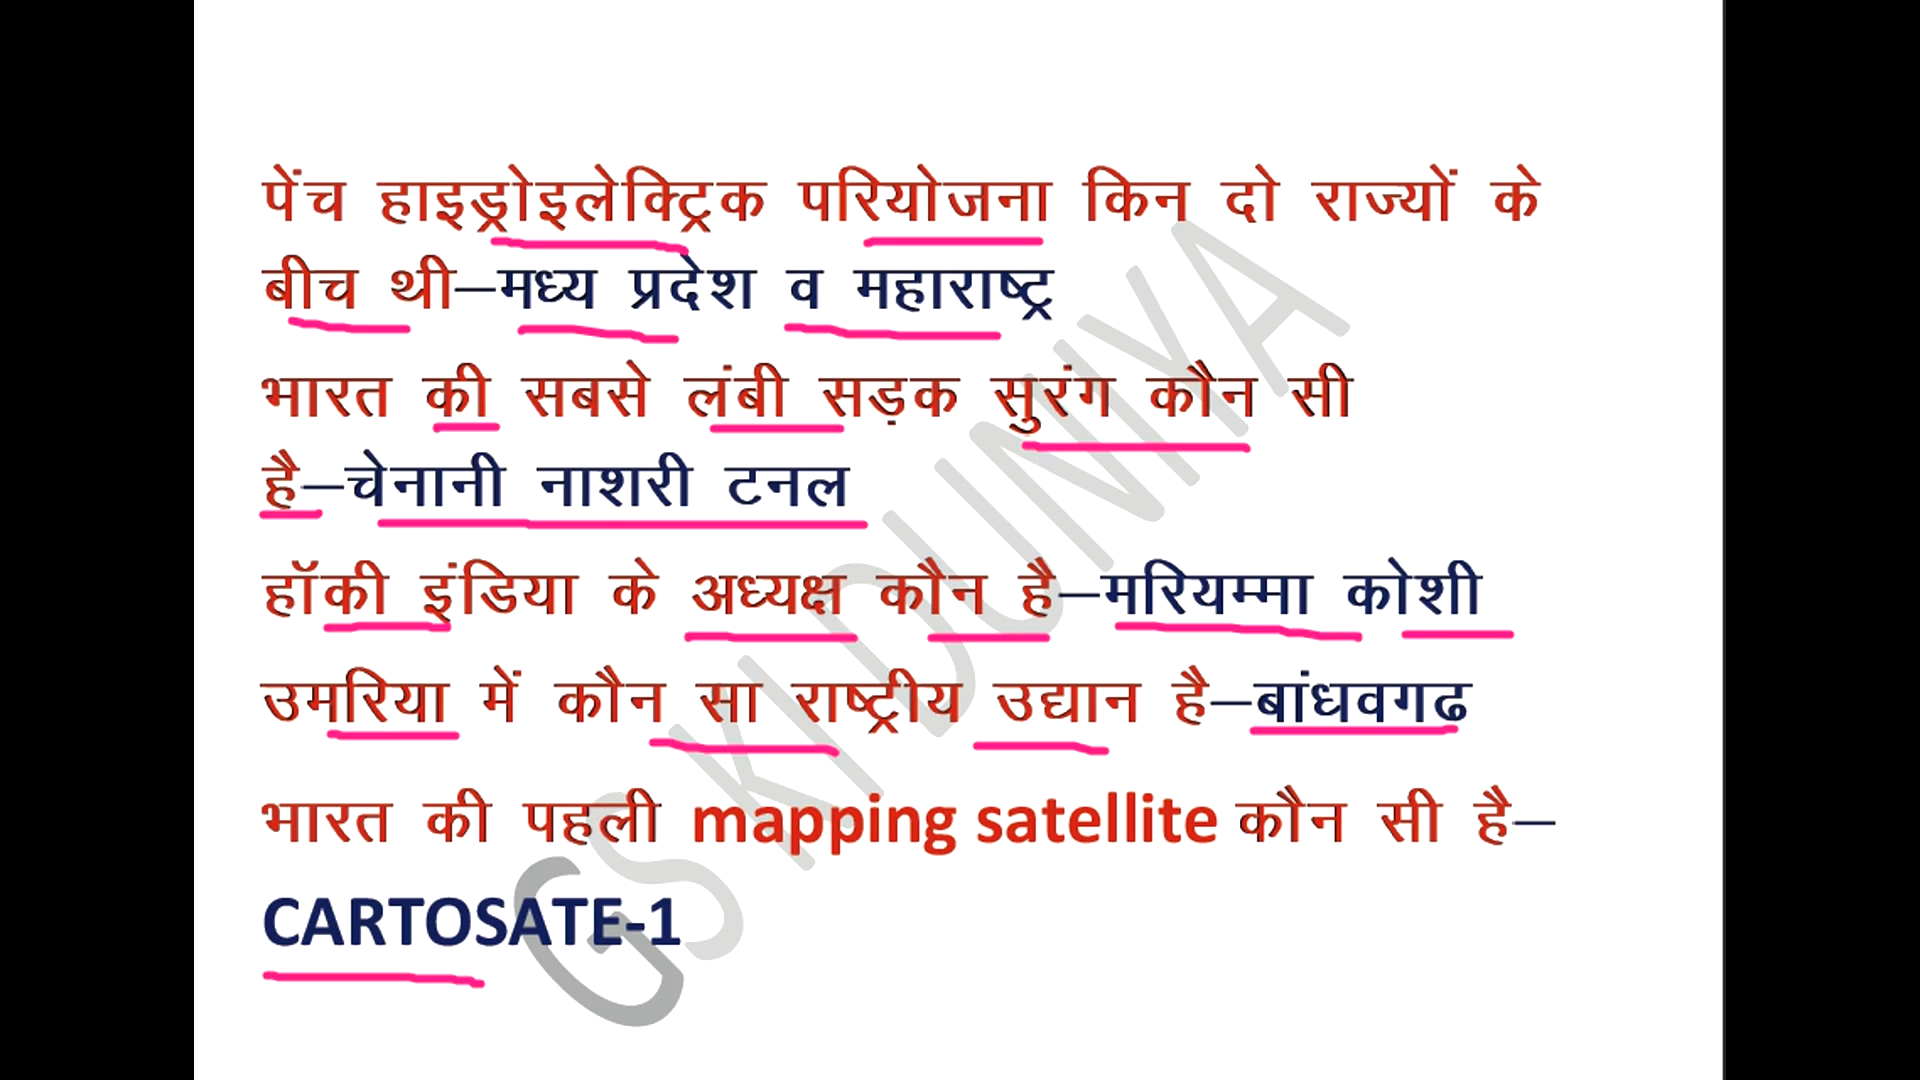 पेंच हाइड्रोइलेक्ट्रिक परियोजना किन दो राज्यों के
बीच थी–मध्य प्रदेश व महाराष्ट्र
भारत की सबसे लंबी सड़क सुरंग कौन सी
है–चेनानी नाशरी टनल
हॉकी इंडिया के अध्यक्ष कौन है–मरियम्मा कोशी
उमरिया में कौन सा राष्ट्रीय उद्यान है–बांधवगढ
भारत की पहली mapping satellite कौन सी है–
CARTOSATE-1
GS KI DUNIYA